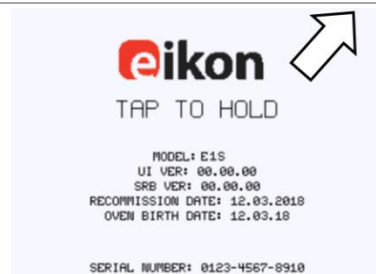 eikon
TAP TO HOLD
MODEL: E1S
UI VER: 00.00.00
SRB VER: 00.00.00
RECOMMISSION DATE: 12.03.2018
OVEN BIRTH DATE: 12.03.18
SERIAL NUMBER: 0123-4567-8910